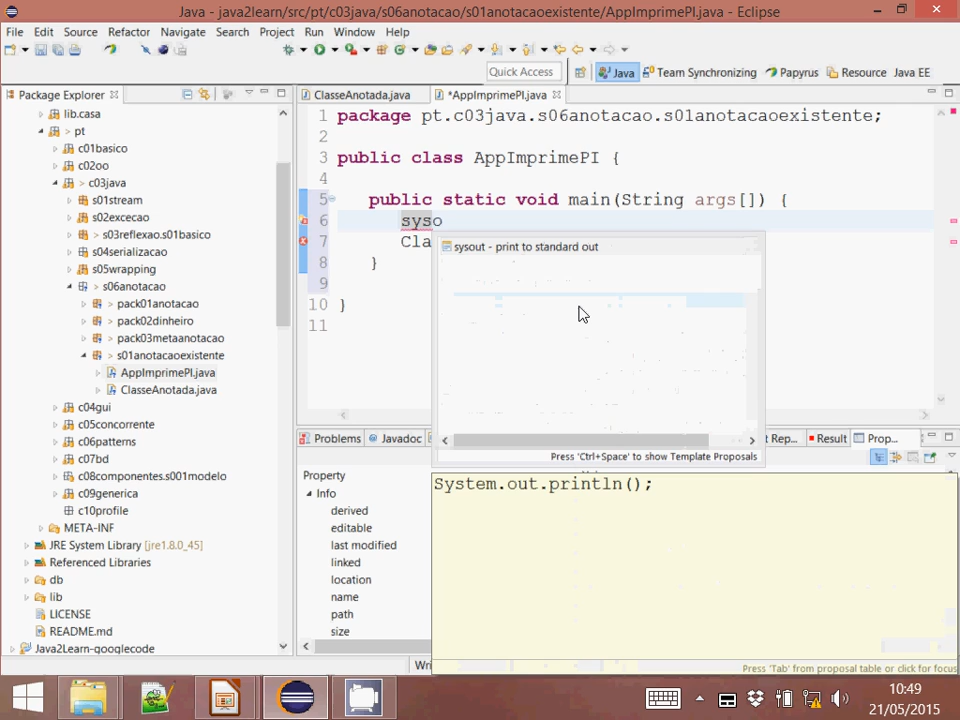 Java - java2learn/src/pt/c03java/s06anotacao/s01anotacaoexistente/AppImprimePI.java - Eclipse
File Edit Source Refactor Navigate Search Project Run Window Help
Quick Access Java Team Synchronizing Papyrus Resource Java EE
Package Explorer
lib.casa
> pt
c01basico
c02oo
> c03java
s01stream
s02excecao
> s03reflexao.s01basico
s04serializacao
s05wrapping
> s06anotacao
> pack01anotacao
> pack02dinheiro
> pack03metaanotacao
> s01anotacaoexistente
AppImprimePI.java
ClasseAnotada.java
c04gui
c05concorrente
c06patterns
c07bd
> c08componentes.s001modelo
> c09generica
c10profile
META-INF
JRE System Library [jre1.8.0_45]
Referenced Libraries
db
lib
LICENSE
README.md
Java2Learn-googlecode
ClasseAnotada.java *AppImprimePI.java
1 package pt.c03java.s06anotacao.s01anotacaoexistente;
2
3 public class AppImprimePI {
4
5 public static void main(String args[]) {
6 syso
7 Cla
8 }
9
10 }
11
sysout - print to standard out
Press 'Ctrl+Space' to show Template Proposals
System.out.println();
Press 'Tab' from proposal table or click for focus
Problems @ Javadoc t Rep... Result Prop...
Property
Info
derived
editable
last modified
linked
location
name
path
size
Wri
10:49
21/05/2015